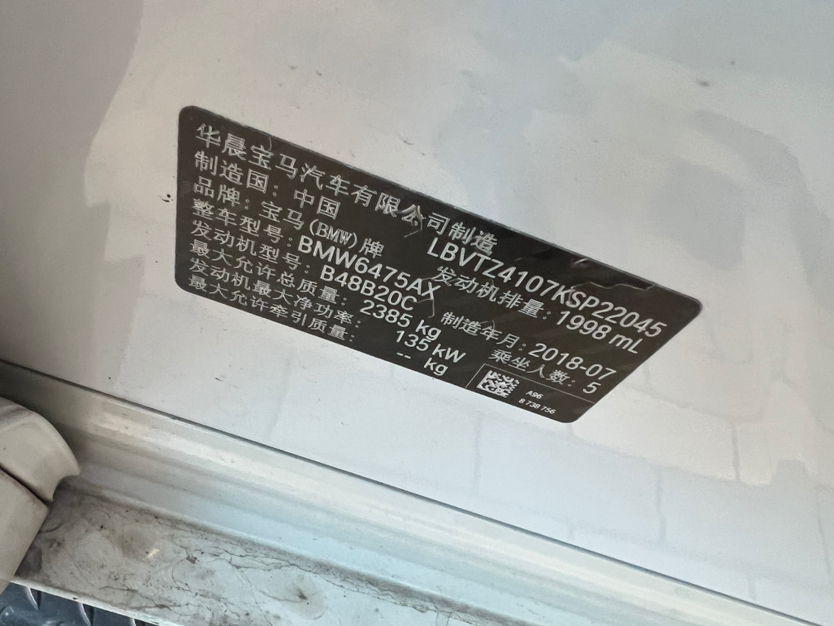 华晨宝马汽车有限公司制造
制造国：中国 LBVTZ4107KSP22045
品牌：宝马(BMW)牌 发动机排量：1998 mL
整车型号：BMW6475AX
发动机型号：B48B20C 制造年月：2018-07
最大允许总质量：2385 kg 乘坐人数：5
发动机最大净功率：135 kW
最大允许牵引质量：-- kg
A96
8 738 756